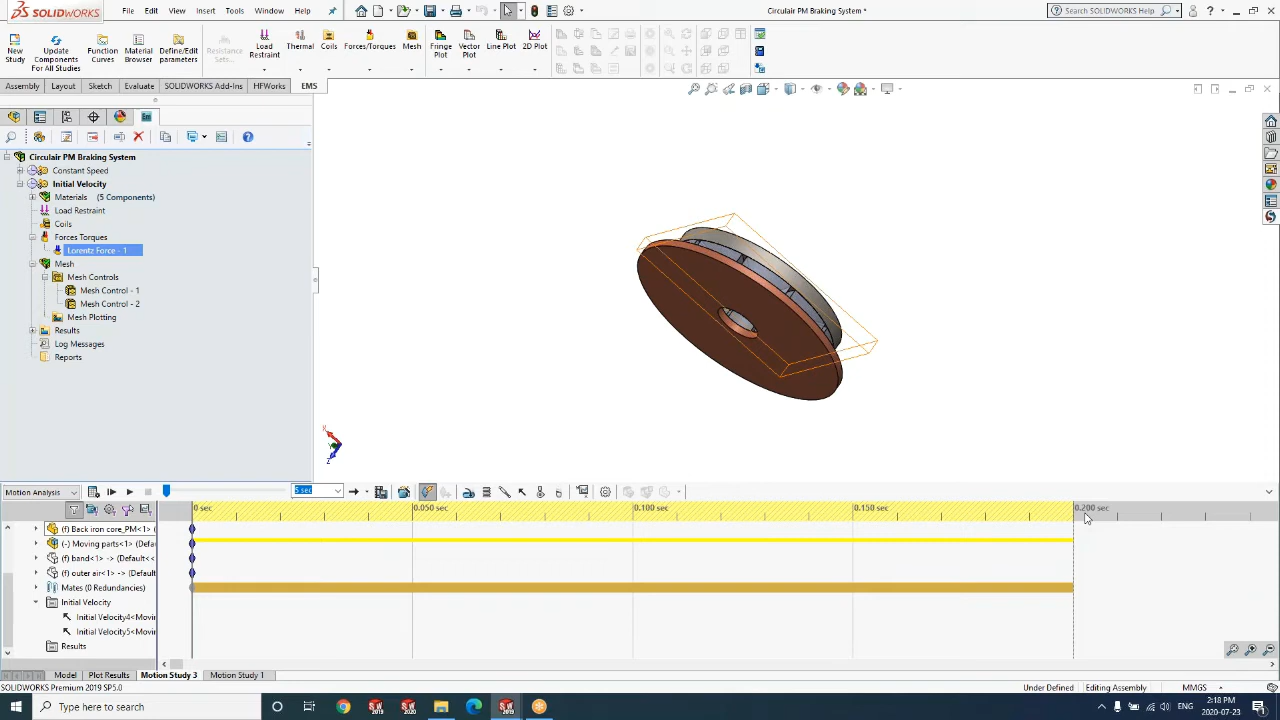 SOLIDWORKS File Edit View Insert Tools Window Help Circulair PM Braking System * Search SOLIDWORKS Help
New Study Update Components For All Studies Function Curves Material Browser Define/Edit parameters Resistance Sets... Load Restraint Thermal Coils Forces/Torques Mesh Fringe Plot Vector Plot Line Plot 2D Plot
Assembly Layout Sketch Evaluate SOLIDWORKS Add-Ins HFWorks EMS
Circulair PM Braking System
Constant Speed
Initial Velocity
Materials (5 Components)
Load Restraint
Coils
Forces Torques
Lorentz Force - 1
Mesh
Mesh Controls
Mesh Control - 1
Mesh Control - 2
Mesh Plotting
Results
Log Messages
Reports
X
Y
Z
Motion Analysis 5 sec
0 sec 0.050 sec 0.100 sec 0.150 sec 0.200 sec
(f) Back iron core_PM<1> (
(-) Moving parts<1> (Defa
(f) band<1> -> (Default<<
(f) outer air<1> -> (Default
Mates (0 Redundancies)
Initial Velocity
Initial Velocity4<Movin
Initial Velocity5<Movin
Results
Model Plot Results Motion Study 3 Motion Study 1
SOLIDWORKS Premium 2019 SP5.0 Under Defined Editing Assembly MMGS
Type here to search 2:18 PM
2020-07-23